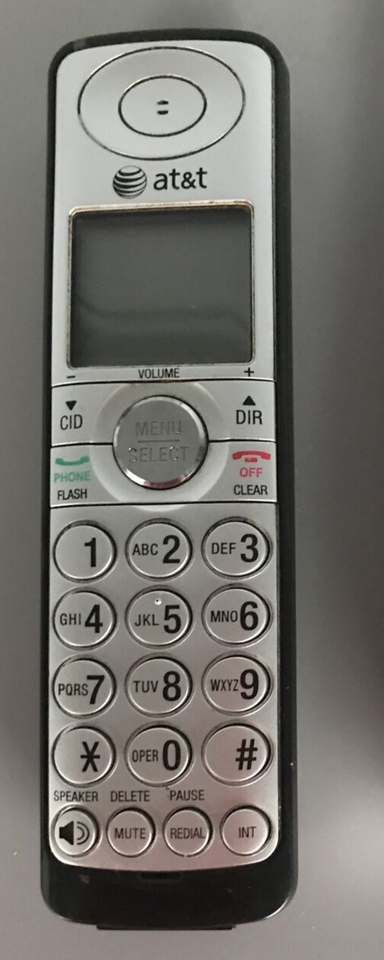 at&t
- VOLUME +
CID
MENU
SELECT
DIR
PHONE
FLASH
OFF
CLEAR
1 ABC 2 DEF 3
GHI 4 JKL 5 MNO 6
PQRS 7 TUV 8 WXYZ 9
* OPER 0 #
SPEAKER DELETE PAUSE
MUTE REDIAL INT